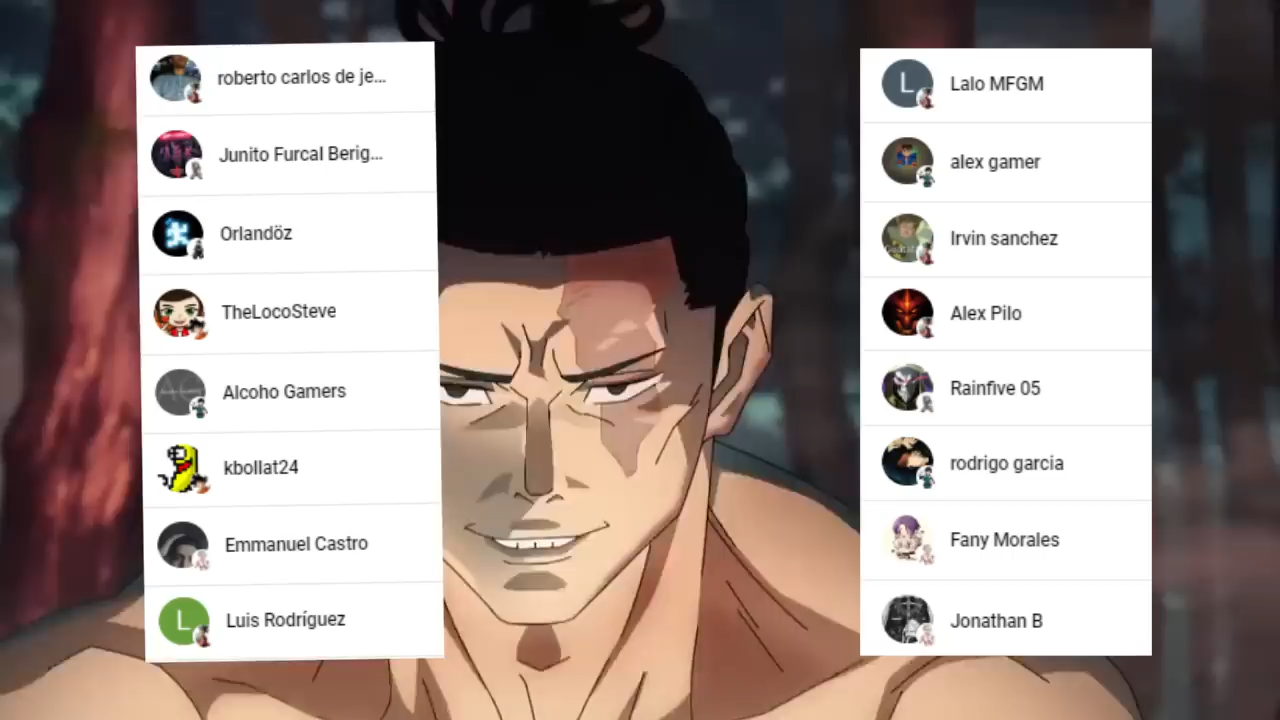 roberto carlos de je...
Junito Furcal Berig...
Orlandöz
TheLocoSteve
Alcoho Gamers
kbollat24
Emmanuel Castro
L
Luis Rodríguez
L
Lalo MFGM
alex gamer
Irvin sanchez
Alex Pilo
Rainfive 05
rodrigo garcia
Fany Morales
Jonathan B